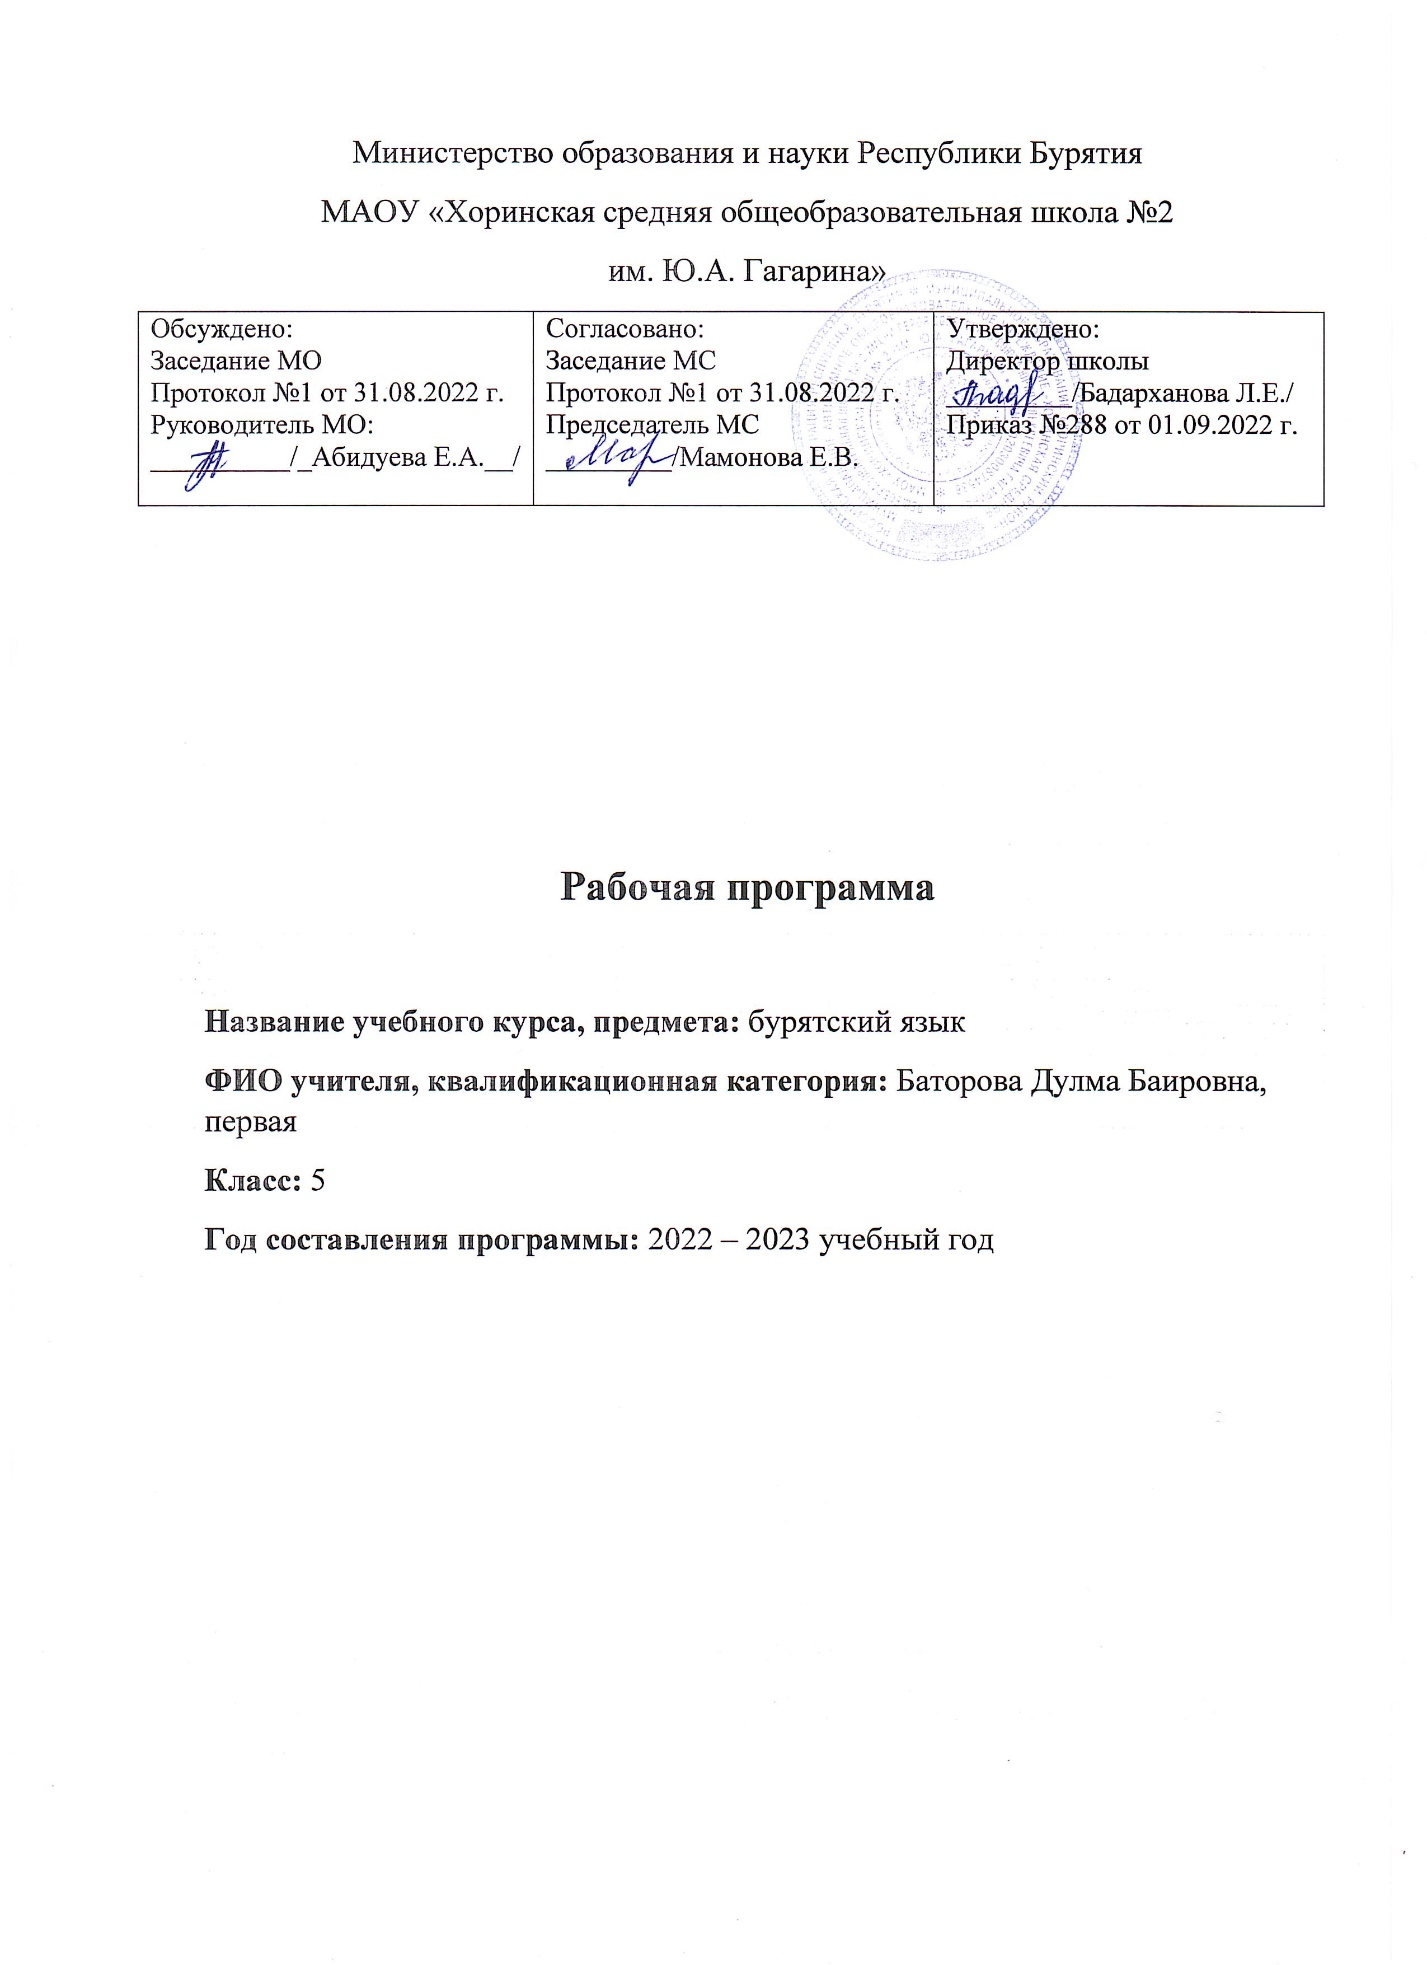 Министерство образования и науки Республики Бурятия
МАОУ «Хоринская средняя общеобразовательная школа №2
им. Ю.А. Гагарина»
Обсуждено:
Заседание МО
Протокол №1 от 31.08.2022 г.
Руководитель МО:
__________/_Абидуева Е.А.__/
Согласовано:
Заседание МС
Протокол №1 от 31.08.2022 г.
Председатель МС
_________/Мамонова Е.В.
Утверждено:
Директор школы
_________/Бадарханова Л.Е./
Приказ №288 от 01.09.2022 г.
Рабочая программа
Название учебного курса, предмета: бурятский язык
ФИО учителя, квалификационная категория: Баторова Дулма Баировна,
первая
Класс: 5
Год составления программы: 2022 – 2023 учебный год